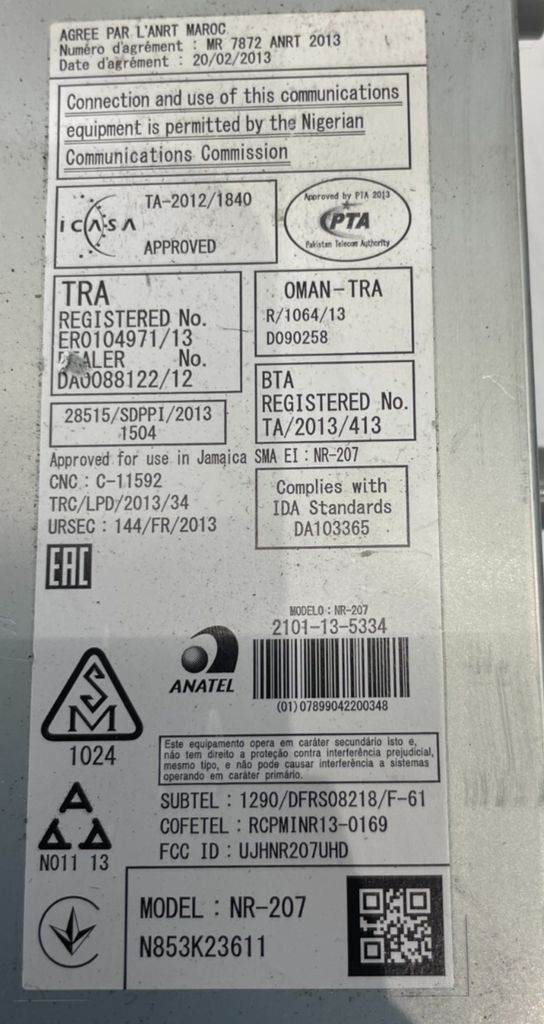 AGREE PAR L'ANRT MAROC
Numéro d'agrément : MR 7872 ANRT 2013
Date d'agrément : 20/02/2013
Connection and use of this communications
equipment is permitted by the Nigerian
Communications Commission
ICASA
TA-2012/1840
APPROVED
Approved by PTA 2013
PTA
Pakistan Telecom Authority
TRA
REGISTERED No.
ER0104971/13
DEALER No.
DA0088122/12
OMAN-TRA
R/1064/13
D090258
BTA
REGISTERED No.
TA/2013/413
28515/SDPPI/2013
1504
Approved for use in Jamaica SMA EI : NR-207
CNC : C-11592
TRC/LPD/2013/34
URSEC : 144/FR/2013
Complies with
IDA Standards
DA103365
EAC
MODELO : NR-207
2101-13-5334
ANATEL
(01)07899042200348
SM
1024
Este equipamento opera em caráter secundário isto e,
não tem direito a proteção contra interferência prejudicial,
mesmo tipo, e não pode causar interferência a sistemas
operando em caráter primário.
SUBTEL : 1290/DFRS08218/F-61
COFETEL : RCPMINR13-0169
FCC ID : UJHNR207UHD
N011 13
MODEL : NR-207
N853K23611